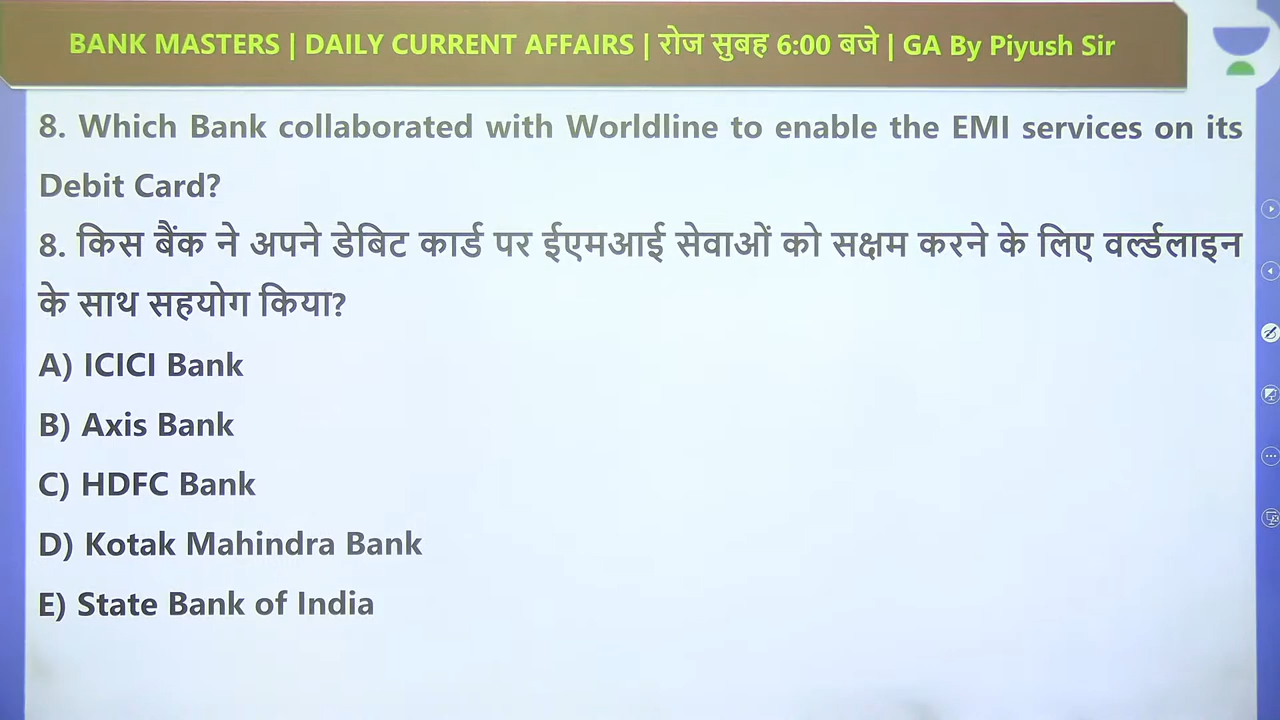 BANK MASTERS | DAILY CURRENT AFFAIRS | रोज सुबह 6:00 बजे | GA By Piyush Sir
8. Which Bank collaborated with Worldline to enable the EMI services on its
Debit Card?
8. किस बैंक ने अपने डेबिट कार्ड पर ईएमआई सेवाओं को सक्षम करने के लिए वर्ल्डलाइन
के साथ सहयोग किया?
A) ICICI Bank
B) Axis Bank
C) HDFC Bank
D) Kotak Mahindra Bank
E) State Bank of India